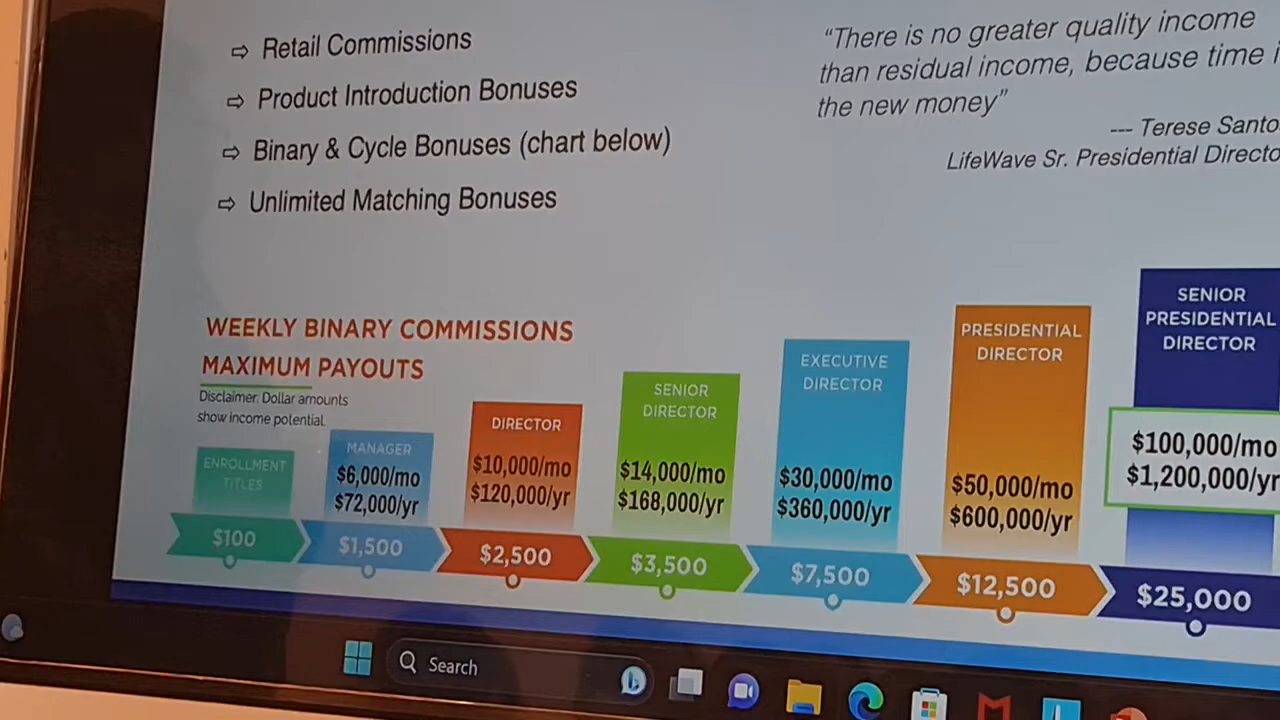 ⇨ Retail Commissions
⇨ Product Introduction Bonuses
⇨ Binary & Cycle Bonuses (chart below)
⇨ Unlimited Matching Bonuses
“There is no greater quality income
than residual income, because time
the new money”
--- Terese
LifeWave Sr. Presidential
WEEKLY BINARY COMMISSIONS
MAXIMUM PAYOUTS
Disclaimer: Dollar amounts
show income potential.
ENROLLMENT
TITLES
$100
MANAGER
$6,000/mo
$72,000/yr
$1,500
DIRECTOR
$10,000/mo
$120,000/yr
$2,500
SENIOR
DIRECTOR
$14,000/mo
$168,000/yr
$3,500
EXECUTIVE
DIRECTOR
$30,000/mo
$360,000/yr
$7,500
PRESIDENTIAL
DIRECTOR
$50,000/mo
$600,000/yr
$12,500
SENIOR
PRESIDENTIAL
DIRECTOR
$100,000/mo
$1,200,000/yr
$25,000
Search